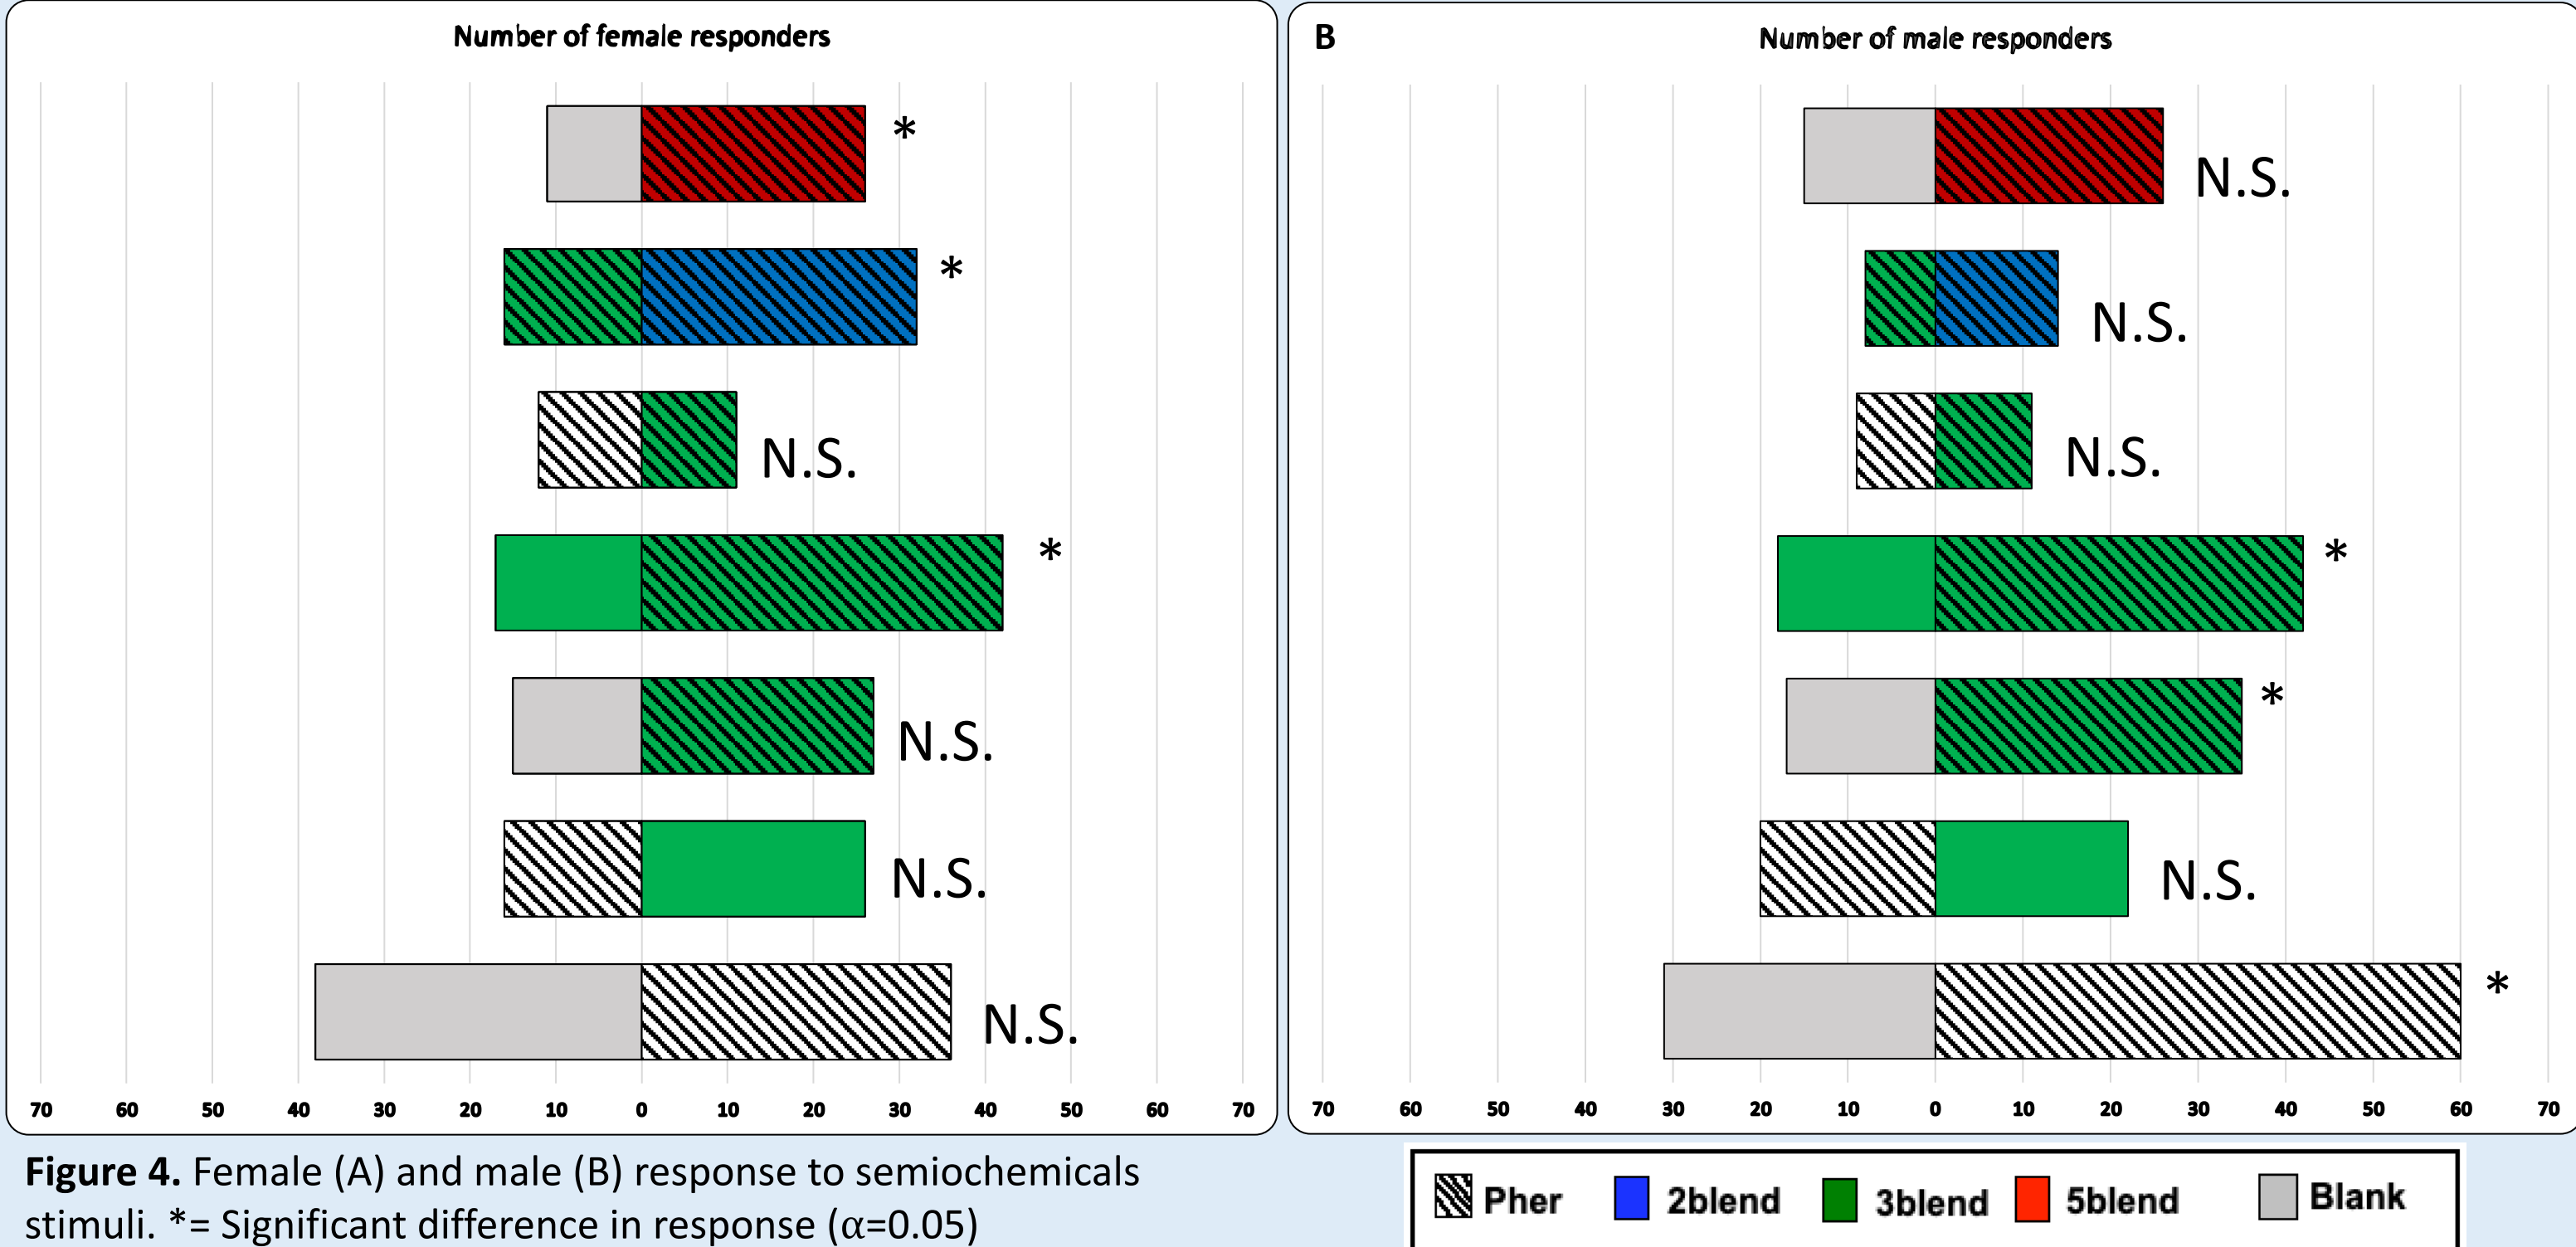 Number of female responders
*
*
N.S.
*
N.S.
N.S.
N.S.
70 60 50 40 30 20 10 0 10 20 30 40 50 60 70
B
Number of male responders
N.S.
N.S.
N.S.
*
*
N.S.
*
70 60 50 40 30 20 10 0 10 20 30 40 50 60 70
Figure 4. Female (A) and male (B) response to semiochemicals
stimuli. *= Significant difference in response (α=0.05)
Pher 2blend 3blend 5blend Blank